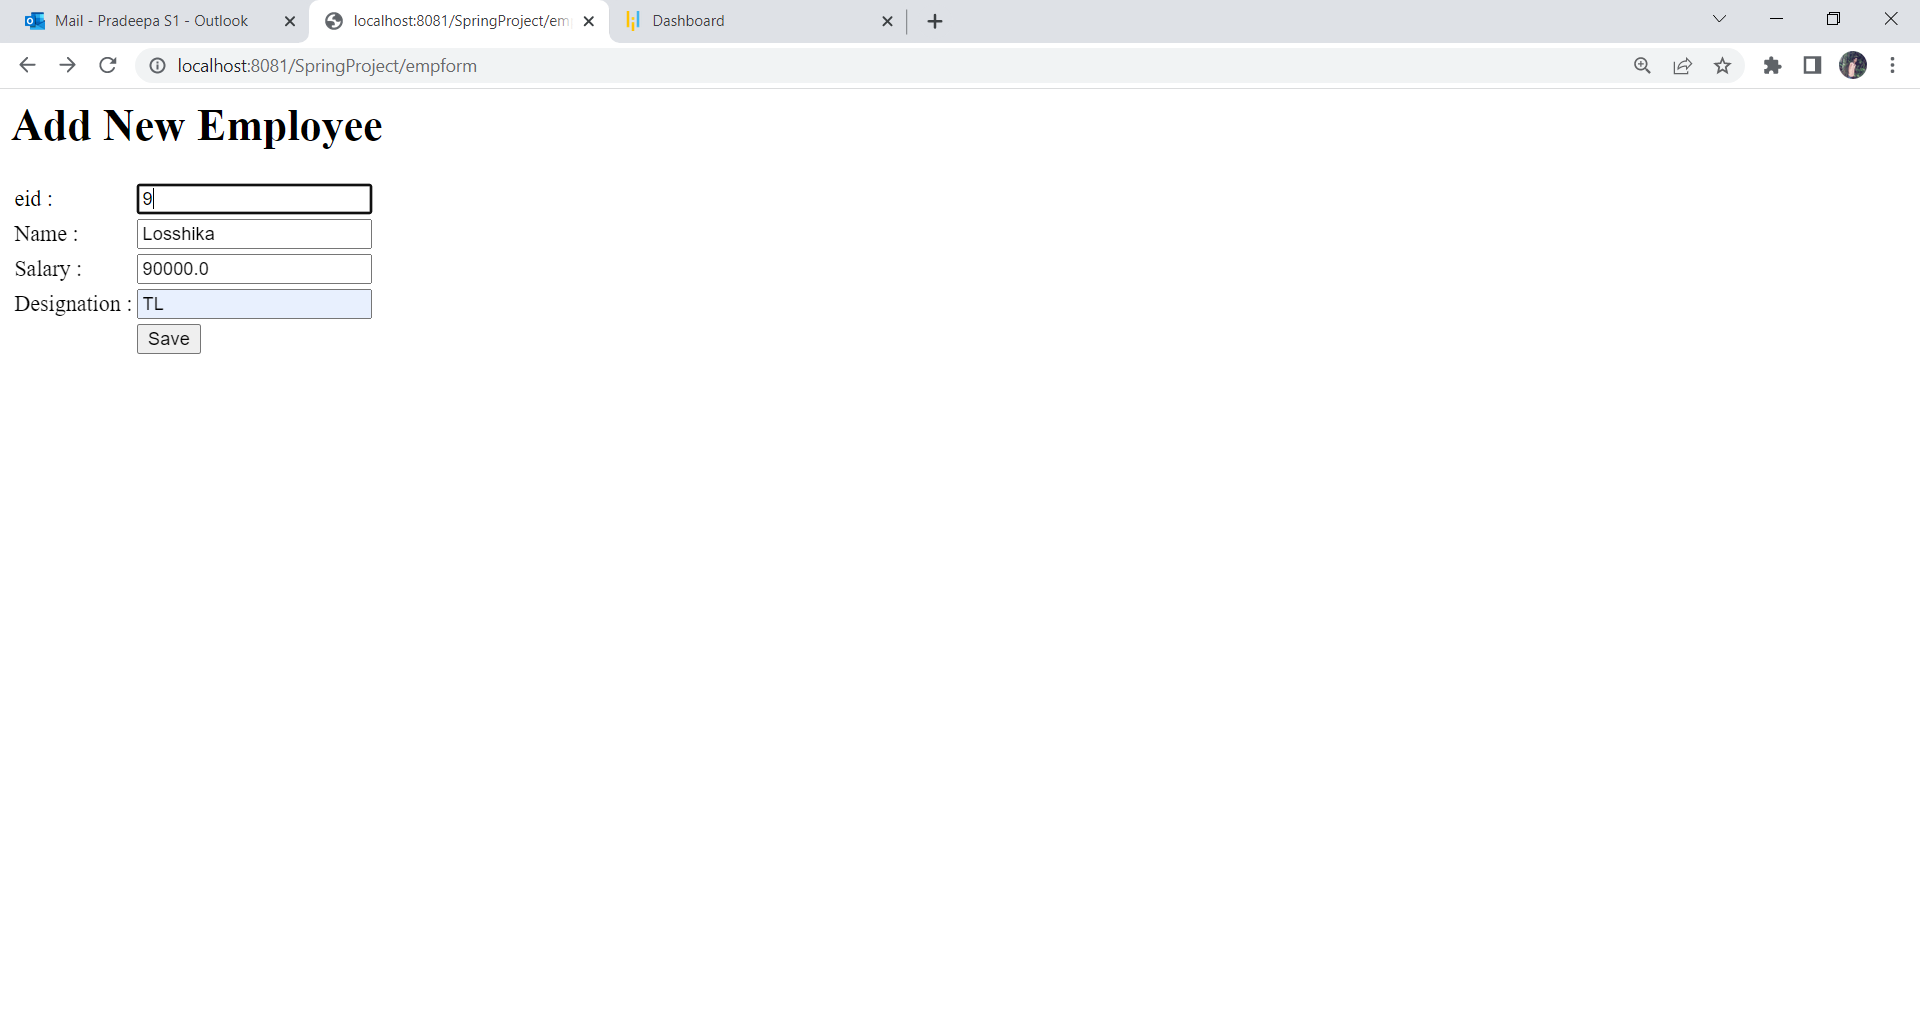 Mail - Pradeepa S1 - Outlook
localhost:8081/SpringProject/em
Dashboard
localhost:8081/SpringProject/empform
Add New Employee
eid : 9
Name : Losshika
Salary : 90000.0
Designation : TL
Save